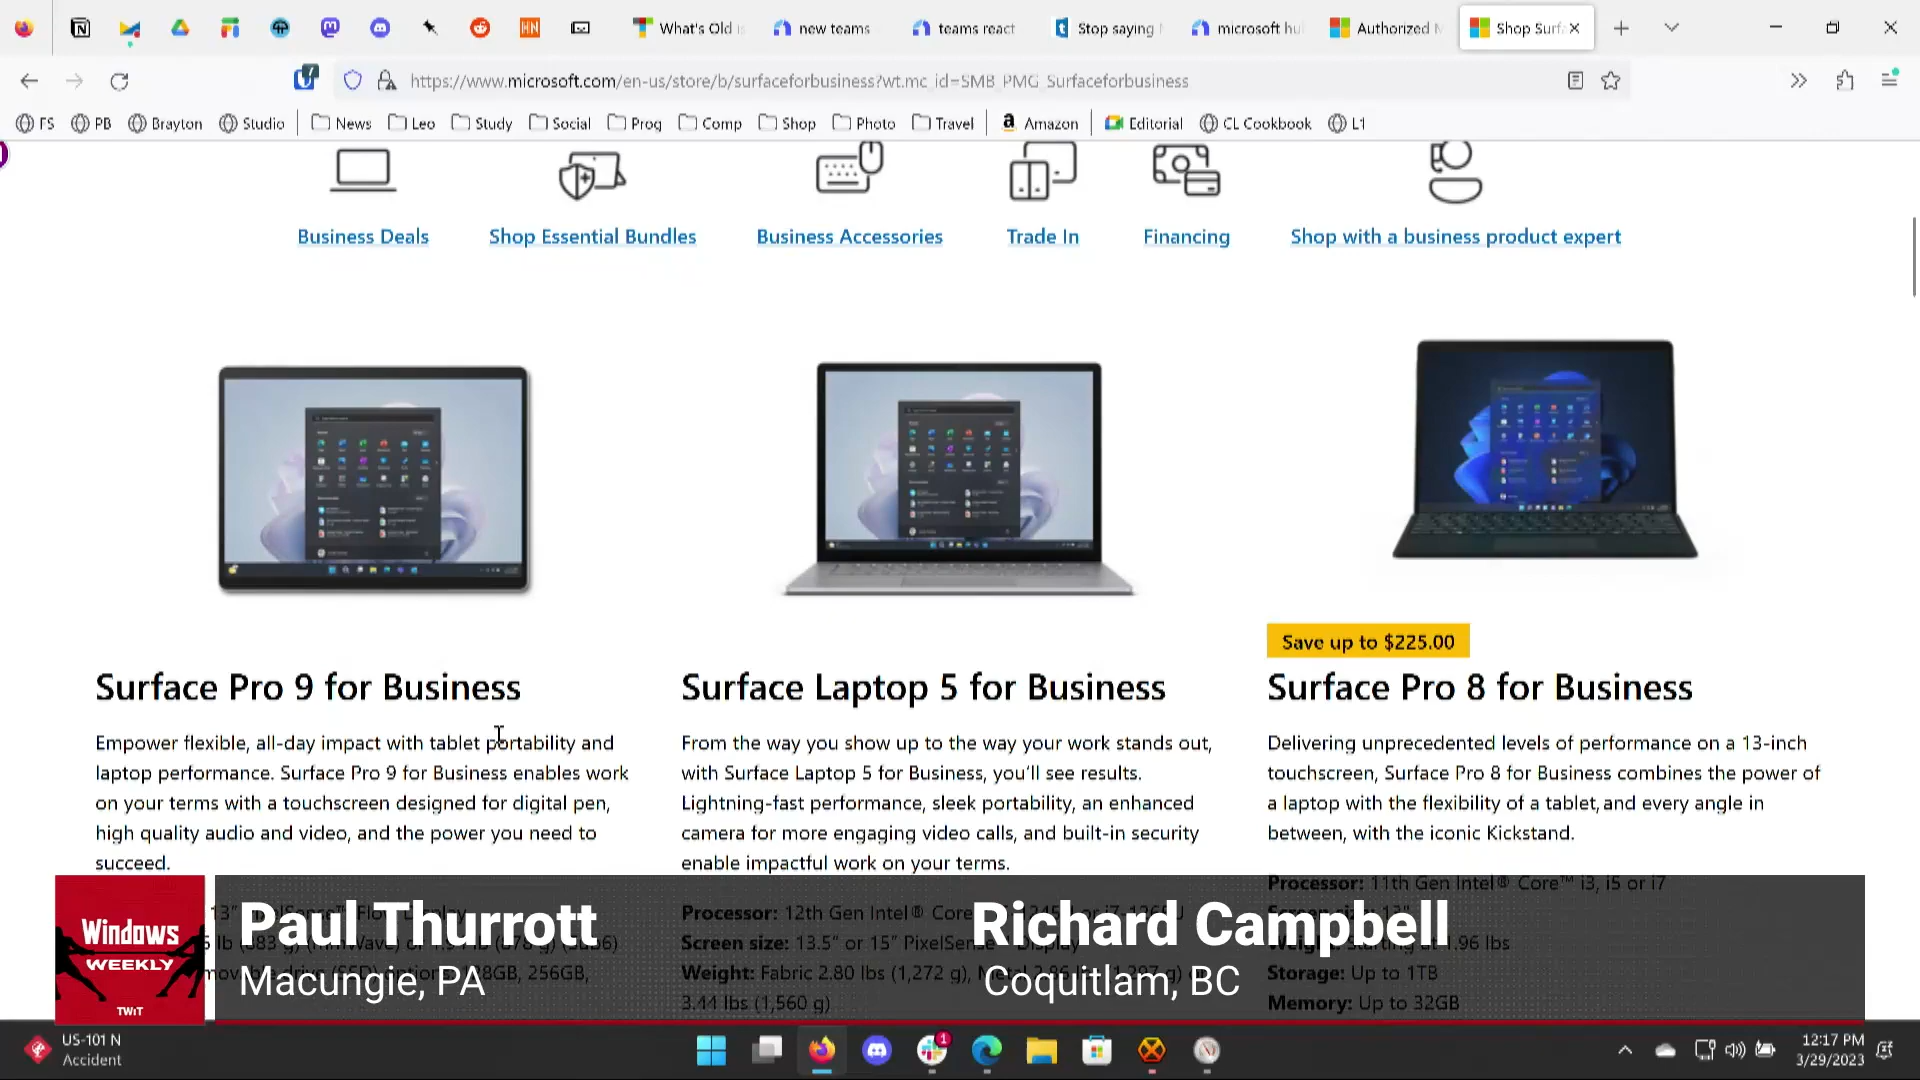 What's Old
new teams
teams react
Stop saying
microsoft hu
Authorized
Shop Surf
https://www.microsoft.com/en-us/store/b/surfaceforbusiness?wt.mc_id=SMB_PMG_Surfaceforbusiness
FS
PB
Brayton
Studio
News
Leo
Study
Social
Prog
Comp
Shop
Photo
Travel
Amazon
Editorial
CL Cookbook
L1
Business Deals
Shop Essential Bundles
Business Accessories
Trade In
Financing
Shop with a business product expert
Save up to $225.00
Surface Pro 9 for Business
Empower flexible, all-day impact with tablet portability and
laptop performance. Surface Pro 9 for Business enables work
on your terms with a touchscreen designed for digital pen,
high quality audio and video, and the power you need to
succeed.
Surface Laptop 5 for Business
From the way you show up to the way your work stands out,
with Surface Laptop 5 for Business, you'll see results.
Lightning-fast performance, sleek portability, an enhanced
camera for more engaging video calls, and built-in security
enable impactful work on your terms.
Processor: 12th Gen Intel® Core
Screen size: 13.5" or 15" PixelSense Display
Weight: Fabric 2.80 lbs (1,272 g),
3.44 lbs (1,560 g)
Surface Pro 8 for Business
Delivering unprecedented levels of performance on a 13-inch
touchscreen, Surface Pro 8 for Business combines the power of
a laptop with the flexibility of a tablet, and every angle in
between, with the iconic Kickstand.
Processor: 11th Gen Intel® Core™ i3, i5 or i7
Screen size: 13"
Weight: Starting at 1.96 lbs
Storage: Up to 1TB
Memory: Up to 32GB
Windows
WEEKLY
TWiT
Paul Thurrott
Macungie, PA
Richard Campbell
Coquitlam, BC
US-101 N
Accident
1
12:17 PM
3/29/2023